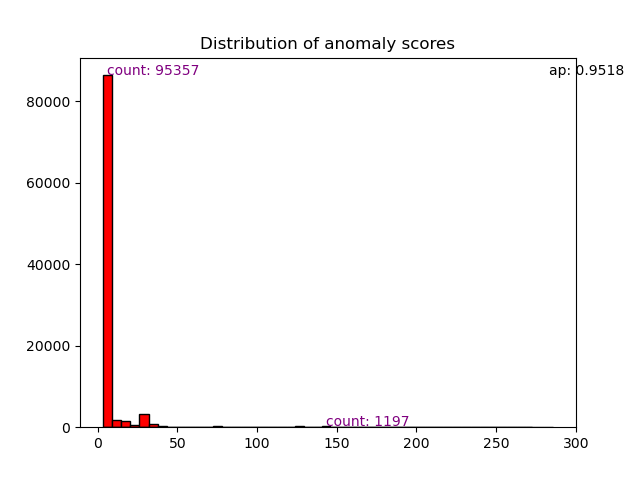 Distribution of anomaly scores
count: 95357
ap: 0.9518
80000
60000
40000
20000
count: 1197
0
0 50 100 150 200 250 300